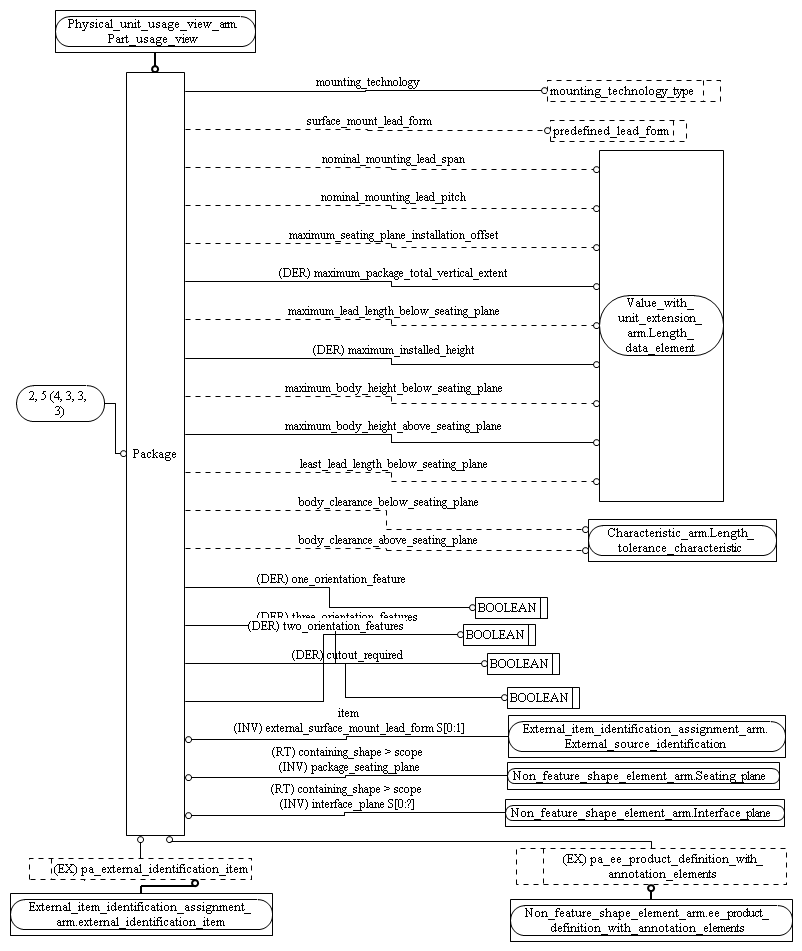 Physical_unit_usage_view_arm.
Part_usage_view
mounting_technology
mounting_technology_type
surface_mount_lead_form
predefined_lead_form
nominal_mounting_lead_span
nominal_mounting_lead_pitch
maximum_seating_plane_installation_offset
(DER) maximum_package_total_vertical_extent
Value_with_
unit_extension_
arm.Length_
data_element
maximum_lead_length_below_seating_plane
(DER) maximum_installed_height
maximum_body_height_below_seating_plane
2, 5 (4, 3, 3,
3)
maximum_body_height_above_seating_plane
Package
least_lead_length_below_seating_plane
body_clearance_below_seating_plane
Characteristic_arm.Length_
tolerance_characteristic
body_clearance_above_seating_plane
(DER) one_orientation_feature
BOOLEAN
(DER) three_orientation_features
(DER) two_orientation_features
BOOLEAN
(DER) cutout_required
BOOLEAN
BOOLEAN
item
(INV) external_surface_mount_lead_form S[0:1]
External_item_identification_assignment_arm.
External_source_identification
(RT) containing_shape > scope
(INV) package_seating_plane
Non_feature_shape_element_arm.Seating_plane
(RT) containing_shape > scope
(INV) interface_plane S[0:?]
Non_feature_shape_element_arm.Interface_plane
(EX) pa_external_identification_item
(EX) pa_ee_product_definition_with_
annotation_elements
External_item_identification_assignment_
arm.external_identification_item
Non_feature_shape_element_arm.ee_product_
definition_with_annotation_elements